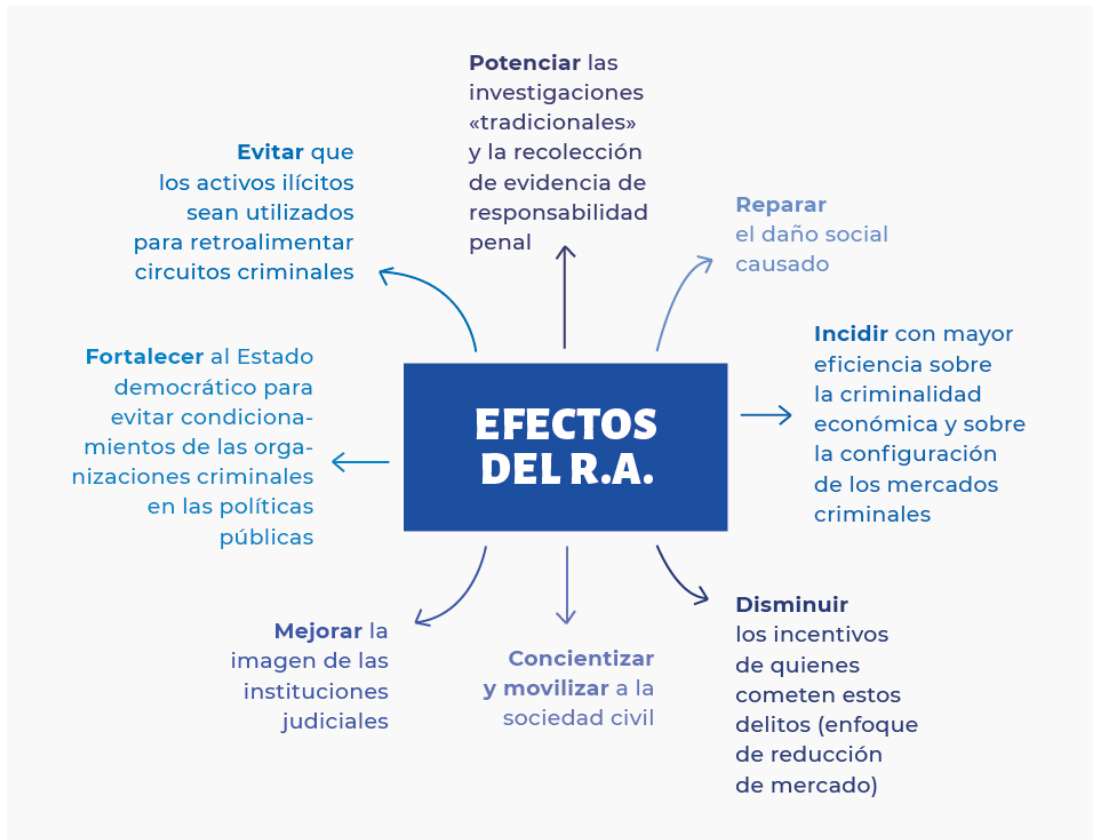 Potenciar las
investigaciones
«tradicionales»
y la recolección
de evidencia de
responsabilidad
penal
Evitar que
los activos ilícitos
sean utilizados
para retroalimentar
circuitos criminales
Reparar
el daño social
causado
Fortalecer al Estado
democrático para
evitar condiciona-
mientos de las orga-
nizaciones criminales
en las políticas
públicas
EFECTOS
DEL R.A.
Incidir con mayor
eficiencia sobre
la criminalidad
económica y sobre
la configuración
de los mercados
criminales
Mejorar la
imagen de las
instituciones
judiciales
Concientizar
y movilizar a la
sociedad civil
Disminuir
los incentivos
de quienes
cometen estos
delitos (enfoque
de reducción
de mercado)